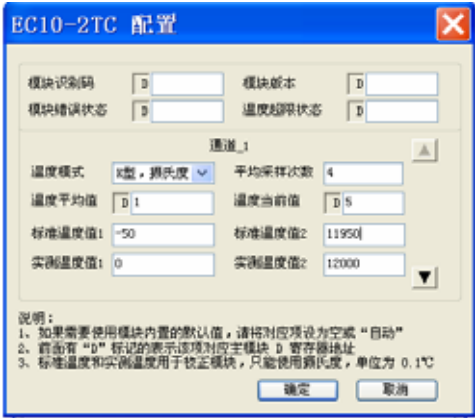 EC10-2TC 配置
模块识别码 D 模块版本 D
模块错误状态 D 温度超限状态 D
通道_1
温度模式 K型，摄氏度 平均采样次数 4
温度平均值 D 1 温度当前值 D 5
标准温度值1 -50 标准温度值2 11950
实测温度值1 0 实测温度值2 12000
说明：
1、如果需要使用模块内置的默认值，请将对应项设为空或“自动”
2、前面有“D”标记的表示该项对应主模块 D 寄存器地址
3、标准温度和实测温度用于校正模块，只能使用摄氏度，单位为 0.1℃
确定 取消